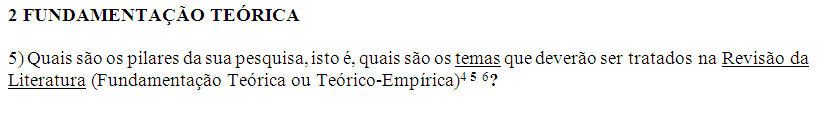 2 FUNDAMENTAÇÃO TEÓRICA
5) Quais são os pilares da sua pesquisa, isto é, quais são os temas que deverão ser tratados na Revisão da
Literatura (Fundamentação Teórica ou Teórico-Empírica)⁴ ⁵ ⁶?